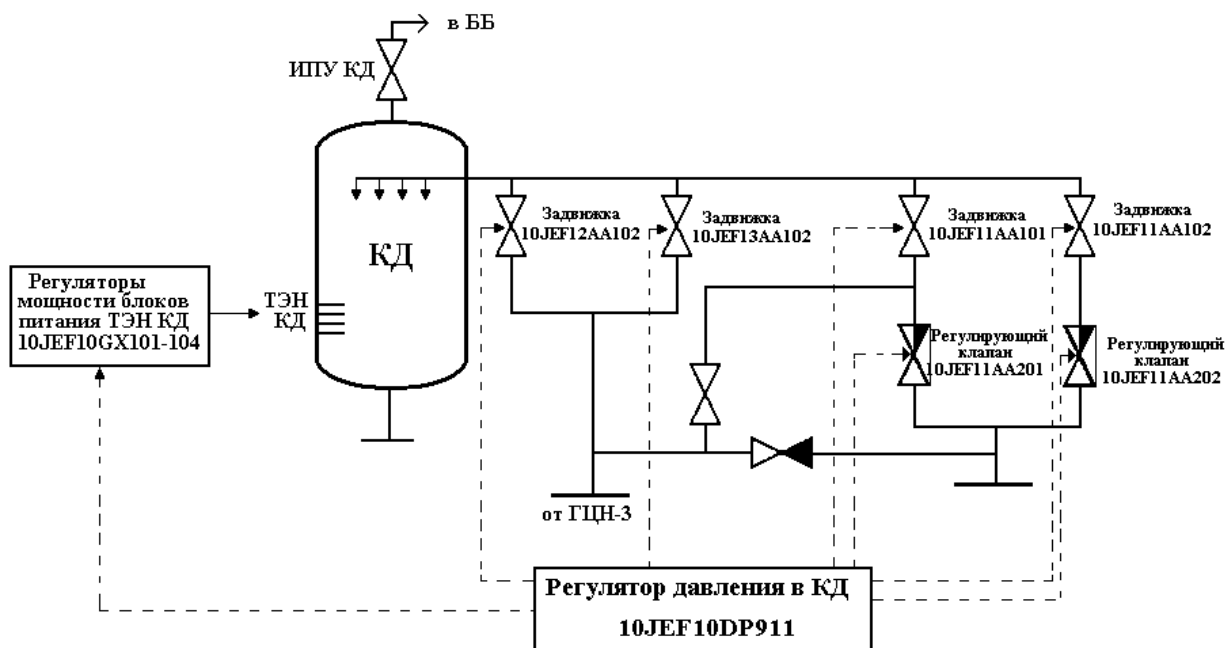 в ББ
ИПУ КД
КД
Задвижка
10JEF12AA102
Задвижка
10JEF13AA102
Задвижка
10JEF11AA101
Задвижка
10JEF11AA102
Регуляторы
мощности блоков
питания ТЭН КД
10JEF10GX101-104
ТЭН
КД
Регулирующий
клапан
10JEF11AA201
Регулирующий
клапан
10JEF11AA202
от ГЦН-3
Регулятор давления в КД
10JEF10DP911